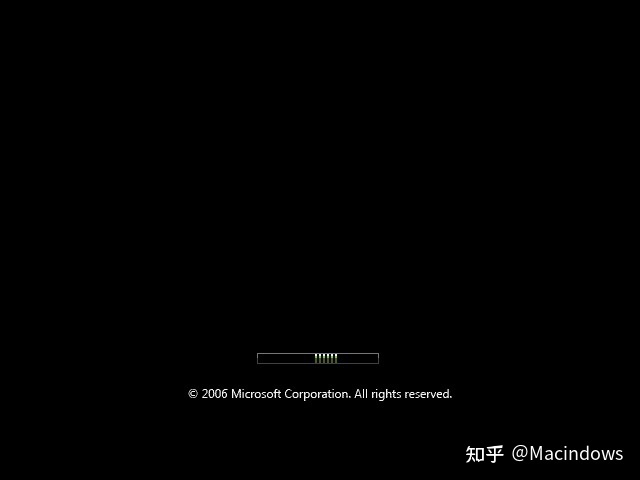 © 2006 Microsoft Corporation. All rights reserved.
知乎 @Macindows